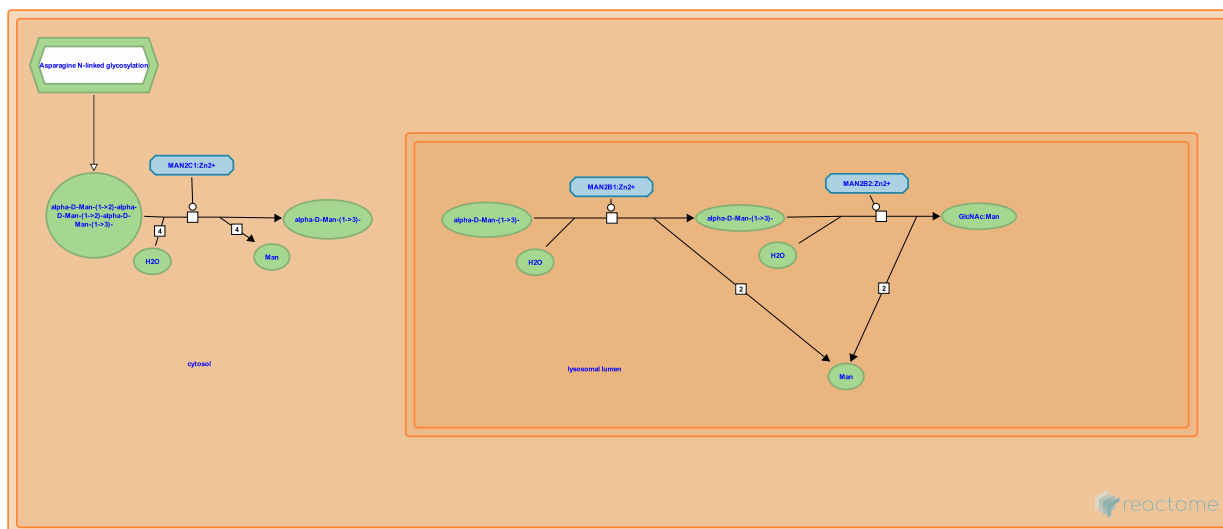 Asparagine N-linked glycosylation
MAN2C1:Zn2+
alpha-D-Man-(1->2)-alpha-
D-Man-(1->2)-alpha-D-
Man-(1->3)-
4
H2O
4
Man
alpha-D-Man-(1->3)-
cytosol
MAN2B1:Zn2+
MAN2B2:Zn2+
alpha-D-Man-(1->3)-
alpha-D-Man-(1->3)-
GlcNAc:Man
H2O
H2O
2
2
Man
lysosomal lumen
reactome